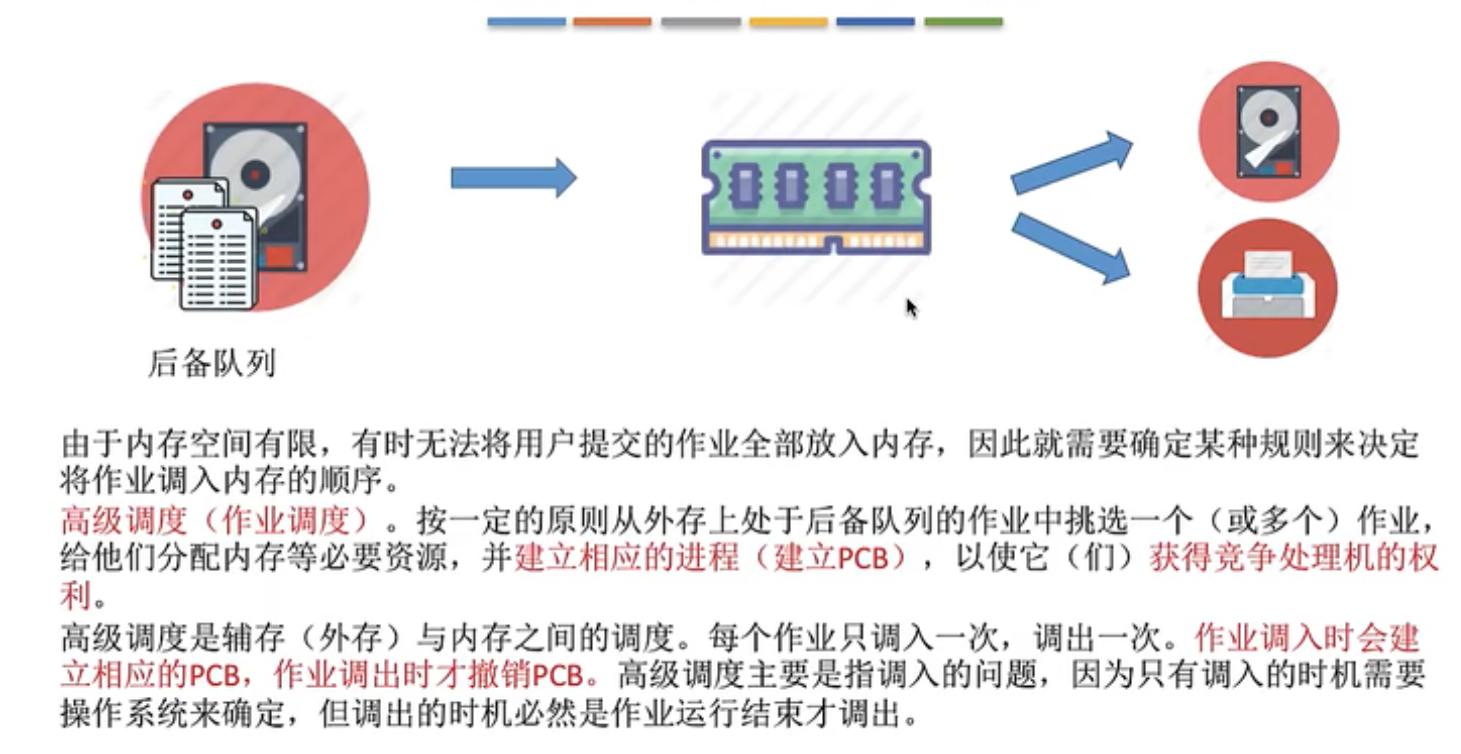 后备队列
由于内存空间有限，有时无法将用户提交的作业全部放入内存，因此就需要确定某种规则来决定
将作业调入内存的顺序。
高级调度（作业调度）。按一定的原则从外存上处于后备队列的作业中挑选一个（或多个）作业，
给他们分配内存等必要资源，并建立相应的进程（建立PCB），以使它（们）获得竞争处理机的权
利。
高级调度是辅存（外存）与内存之间的调度。每个作业只调入一次，调出一次。作业调入时会建
立相应的PCB，作业调出时才撤销PCB。高级调度主要是指调入的问题，因为只有调入的时机需要
操作系统来确定，但调出的时机必然是作业运行结束才调出。